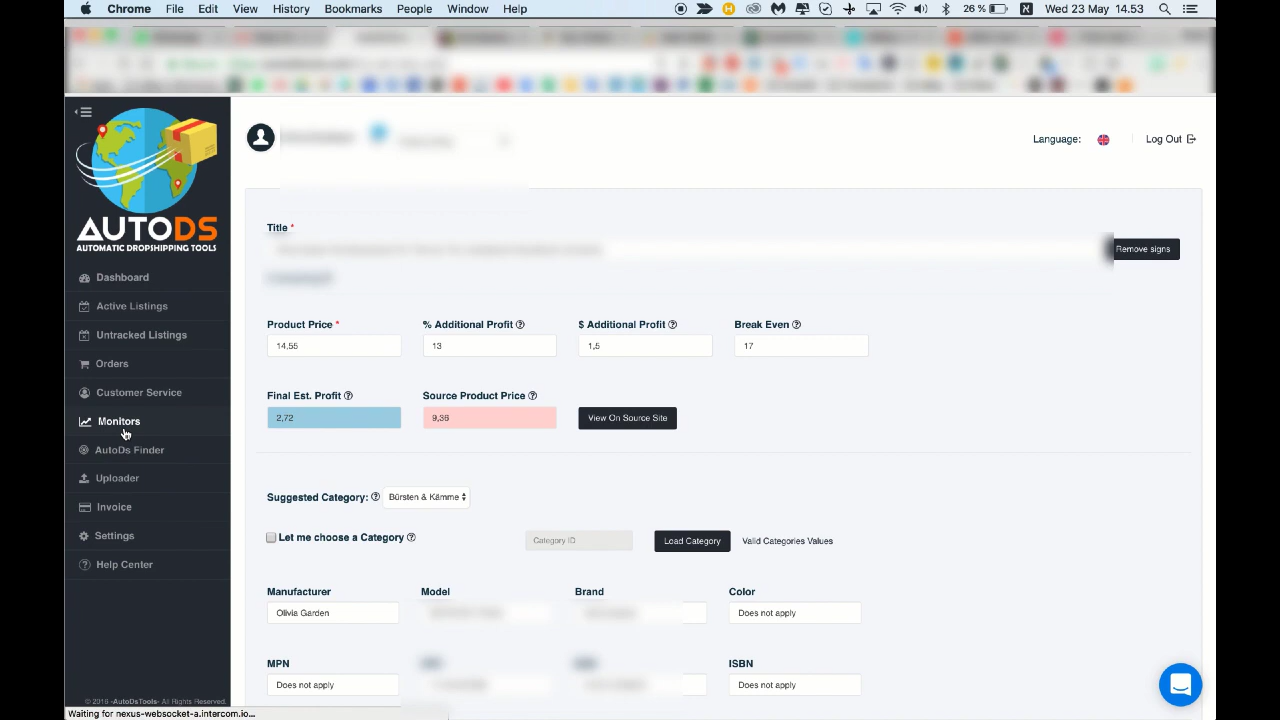 Chrome File Edit View History Bookmarks People Window Help 26 % Wed 23 May 14.53
AUTODS
AUTOMATIC DROPSHIPPING TOOLS
Dashboard
Active Listings
Untracked Listings
Orders
Customer Service
Monitors
AutoDs Finder
Uploader
Invoice
Settings
Help Center
© 2016 -AutoDsTools- All Rights Reserved.
Waiting for nexus-websocket-a.intercom.io...
Language: Log Out
Title *
Remove signs
Product Price * % Additional Profit $ Additional Profit Break Even
14,55 13 1,5 17
Final Est. Profit Source Product Price
2,72 9,36 View On Source Site
Suggested Category: Bürsten & Kämme
Let me choose a Category Category ID Load Category Valid Categories Values
Manufacturer Model Brand Color
Olivia Garden Does not apply
MPN ISBN
Does not apply Does not apply